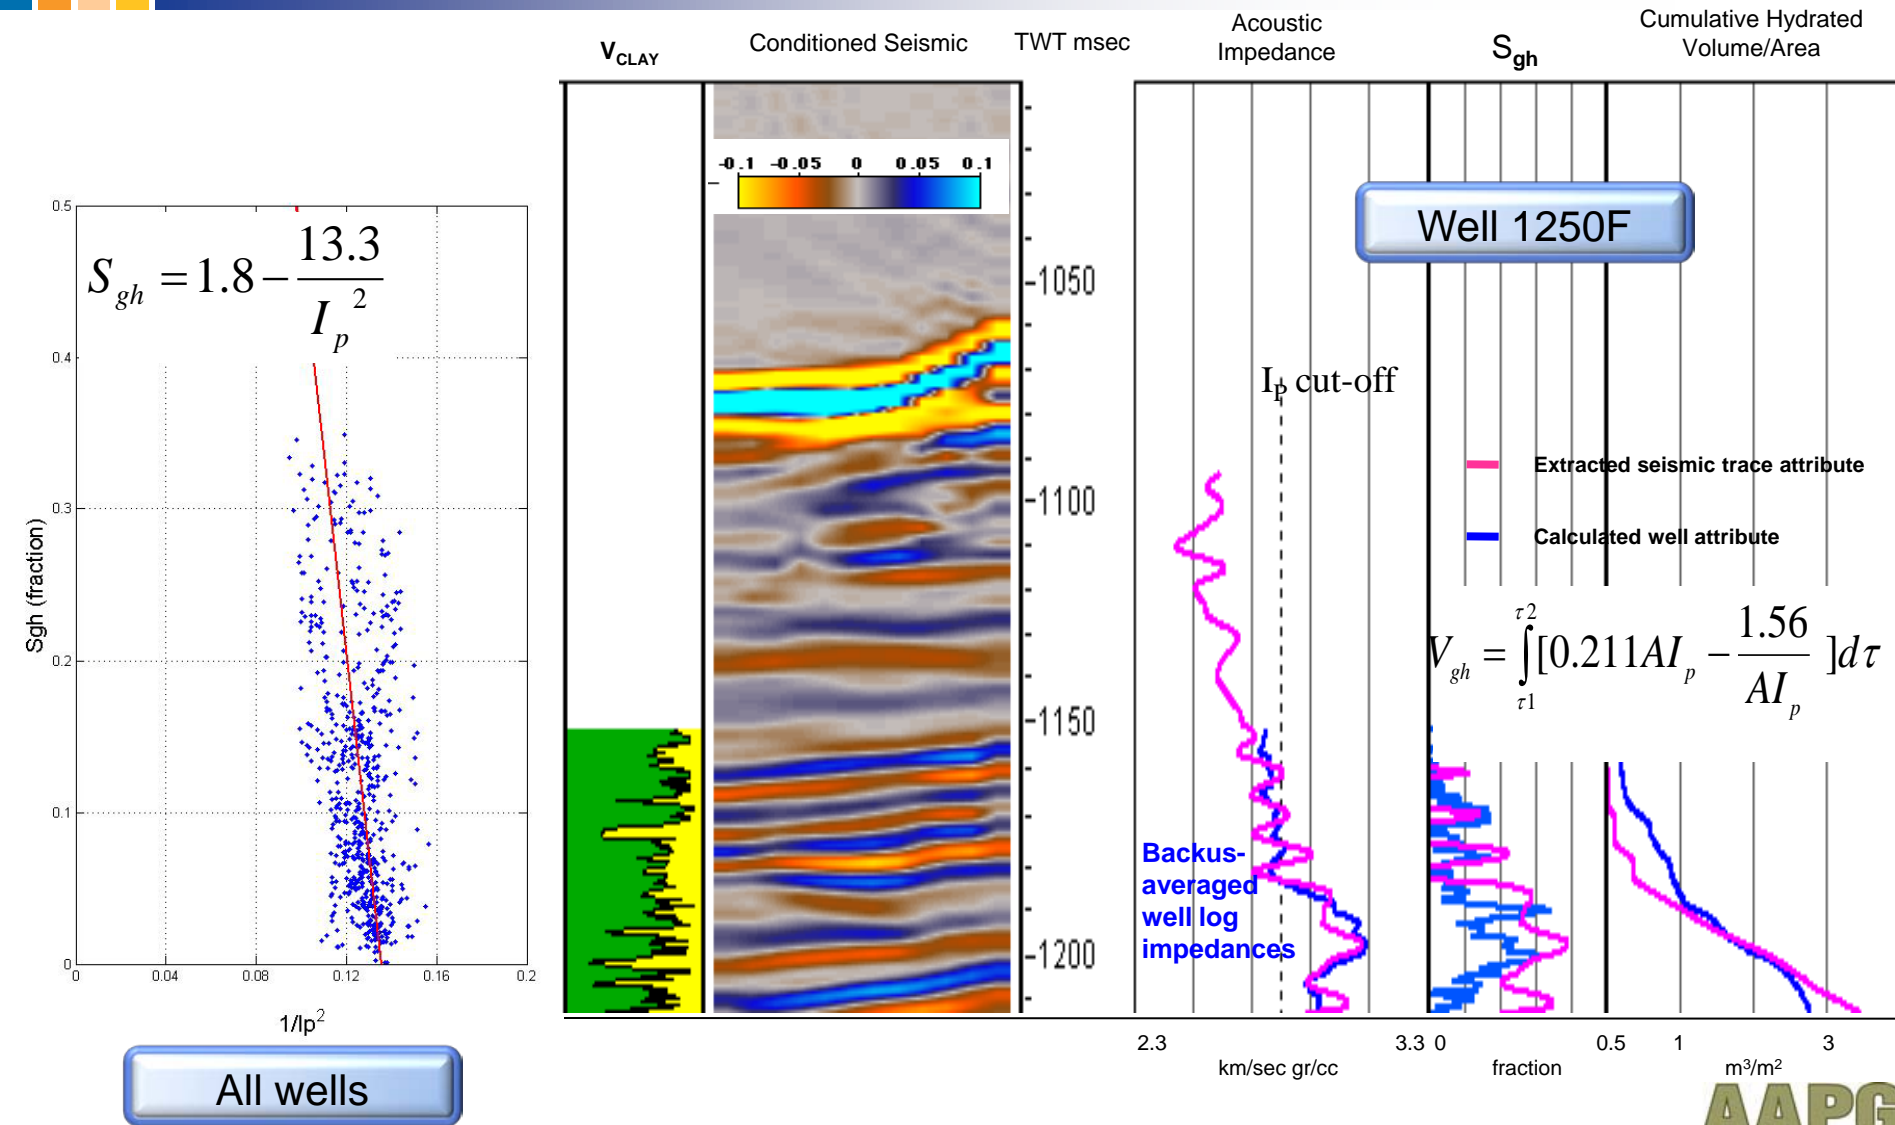 V_CLAY
Conditioned Seismic
TWT msec
Acoustic
Impedance
S_gh
Cumulative Hydrated
Volume/Area
-0.1 -0.05 0 0.05 0.1
Well 1250F
0.5
0.4
0.3
0.2
0.1
0
S_gh = 1.8 - 13.3 / I_p^2
Sgh (fraction)
0 0.04 0.08 0.12 0.16 0.2
1/Ip²
All wells
-1050
-1100
-1150
-1200
I_P cut-off
Extracted seismic trace attribute
Calculated well attribute
V_gh = ∫_τ1^τ2 [0.211AI_p - 1.56 / AI_p ]dτ
Backus-
averaged
well log
impedances
2.3 3.3 0 0.5 1 3
km/sec gr/cc
fraction
m³/m²
AAPG